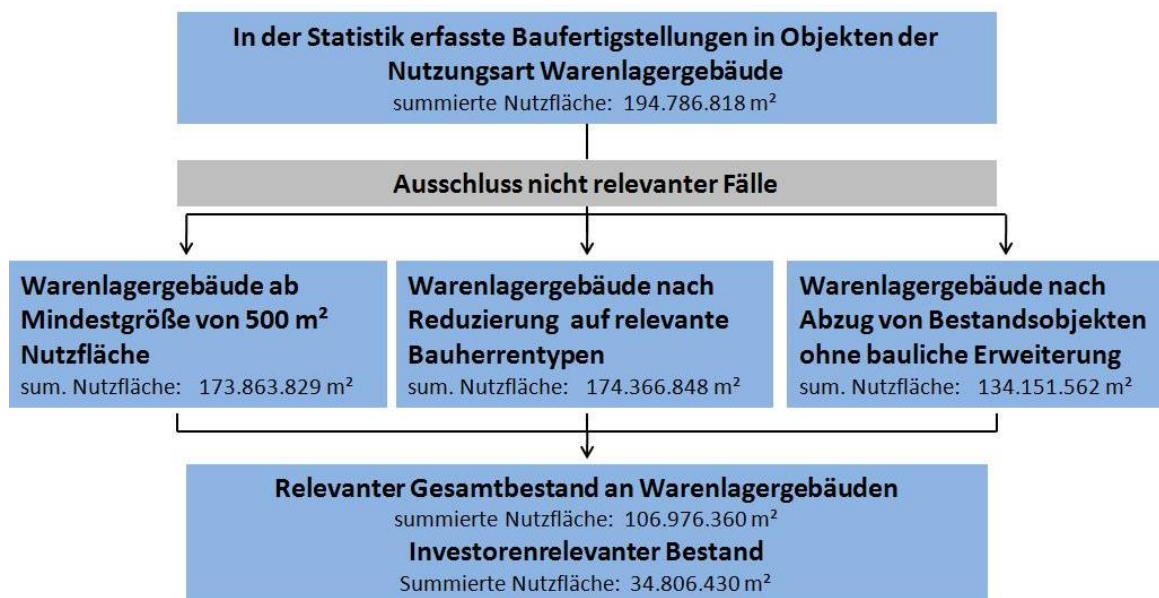 In der Statistik erfasste Baufertigstellungen in Objekten der
Nutzungsart Warenlagergebäude
summierte Nutzfläche: 194.786.818 m²
Ausschluss nicht relevanter Fälle
Warenlagergebäude ab
Mindestgröße von 500 m²
Nutzfläche
sum. Nutzfläche: 173.863.829 m²
Warenlagergebäude nach
Reduzierung auf relevante
Bauherrentypen
sum. Nutzfläche: 174.366.848 m²
Warenlagergebäude nach
Abzug von Bestandsobjekten
ohne bauliche Erweiterung
sum. Nutzfläche: 134.151.562 m²
Relevanter Gesamtbestand an Warenlagergebäuden
summierte Nutzfläche: 106.976.360 m²
Investorenrelevanter Bestand
Summierte Nutzfläche: 34.806.430 m²